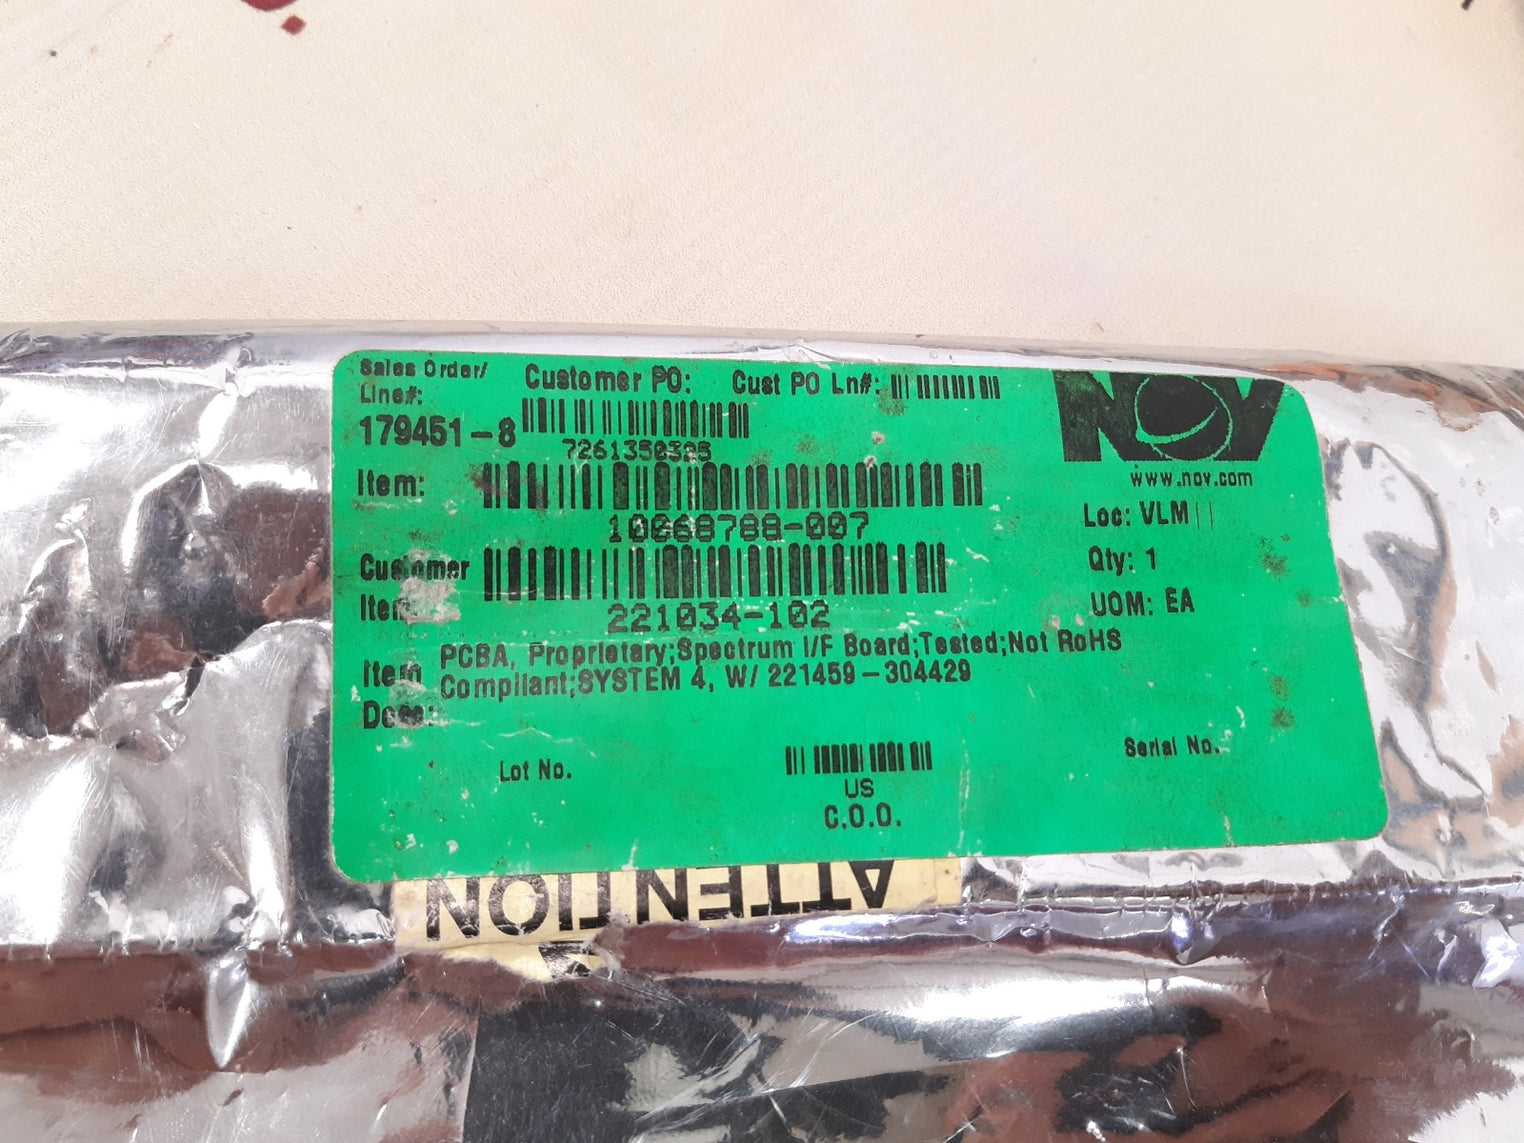 Sales Order/
Line#:
179451-8
Customer PO:
7261350325
Cust PO Ln#:
NOV
www.nov.com
Item:
10068788-007
Customer
Item:
221034-102
Loc: VLM
Qty: 1
UOM: EA
Item
Desc:
PCBA, Proprietary;Spectrum I/F Board;Tested;Not RoHS
Compliant;SYSTEM 4, W/ 221459-304429
Lot No.
US
C.O.O.
Serial No.
ATTENTION